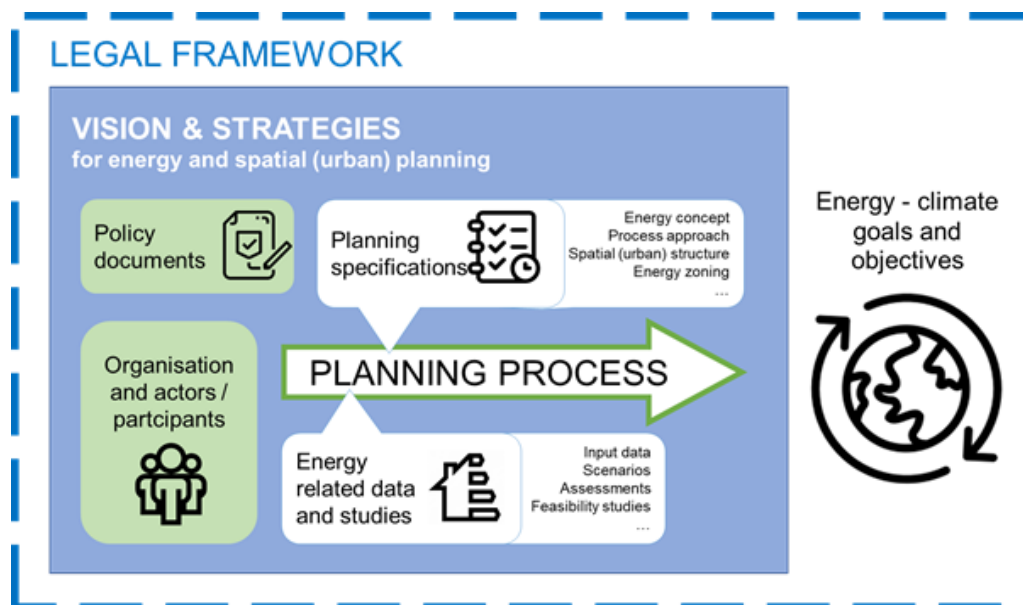 LEGAL FRAMEWORK
VISION & STRATEGIES
for energy and spatial (urban) planning
Policy
documents
Planning
specifications
Energy concept
Process approach
Spatial (urban) structure
Energy zoning
...
Organisation
and actors /
partcipants
PLANNING PROCESS
Energy
related data
and studies
Input data
Scenarios
Assessments
Feasibility studies
...
Energy - climate
goals and
objectives